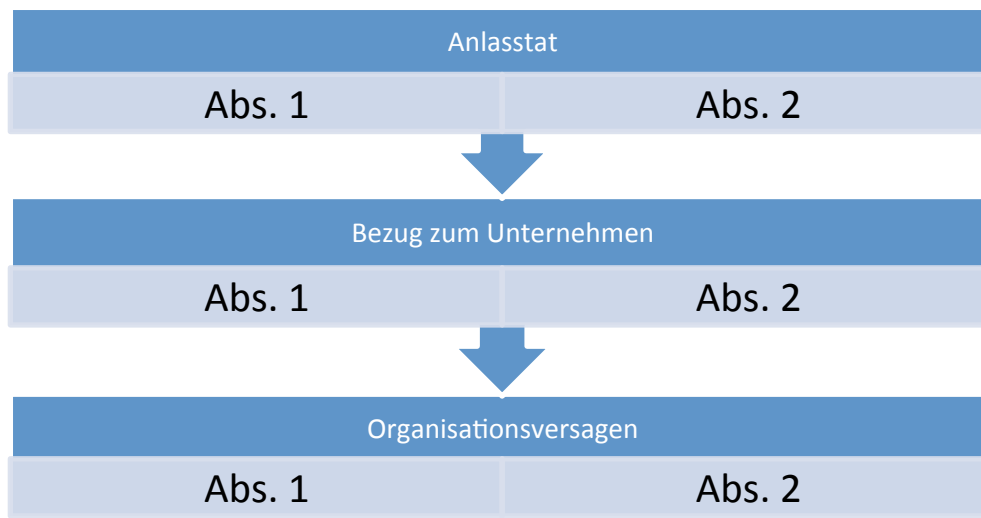 Anlasstat
Abs. 1 Abs. 2
Bezug zum Unternehmen
Abs. 1 Abs. 2
Organisationsversagen
Abs. 1 Abs. 2